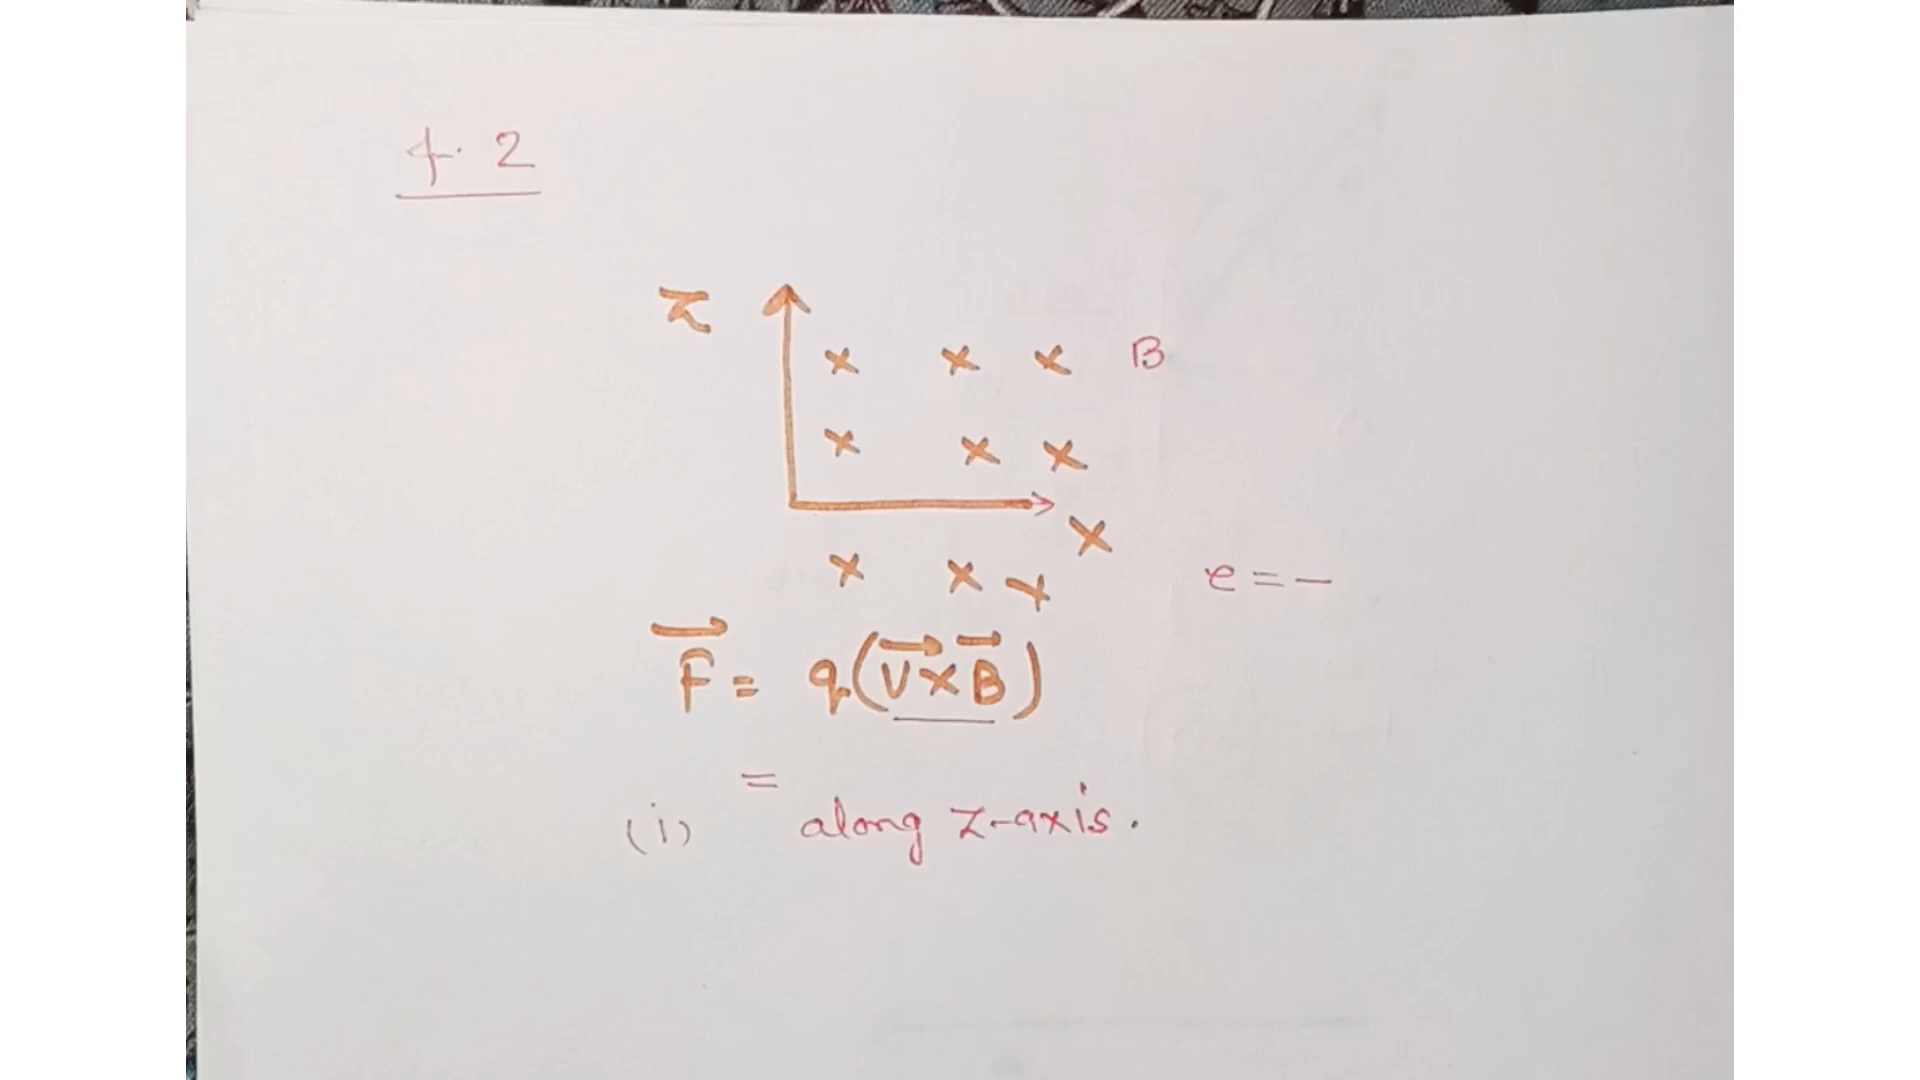 4.2
z
x x x B
x x x
x
x x x
e = -
F = q(V×B)
=
(i) along z-axis.